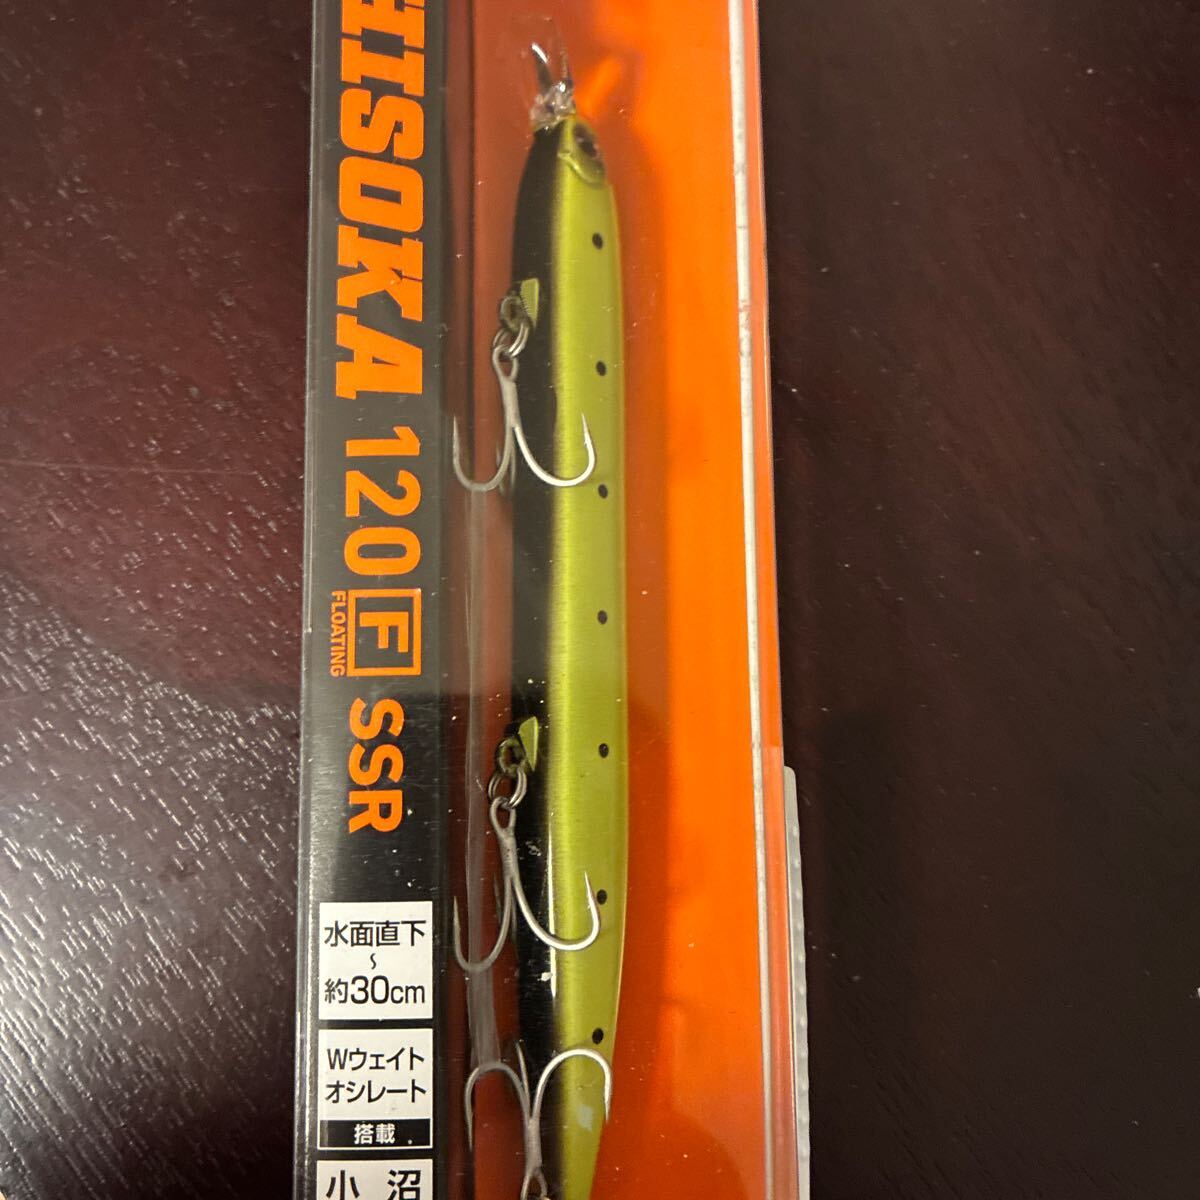 HISOKA 120 F SSR
FLOATING
水面直下
~
約30cm
Wウェイト
オシレート
搭載
小沼